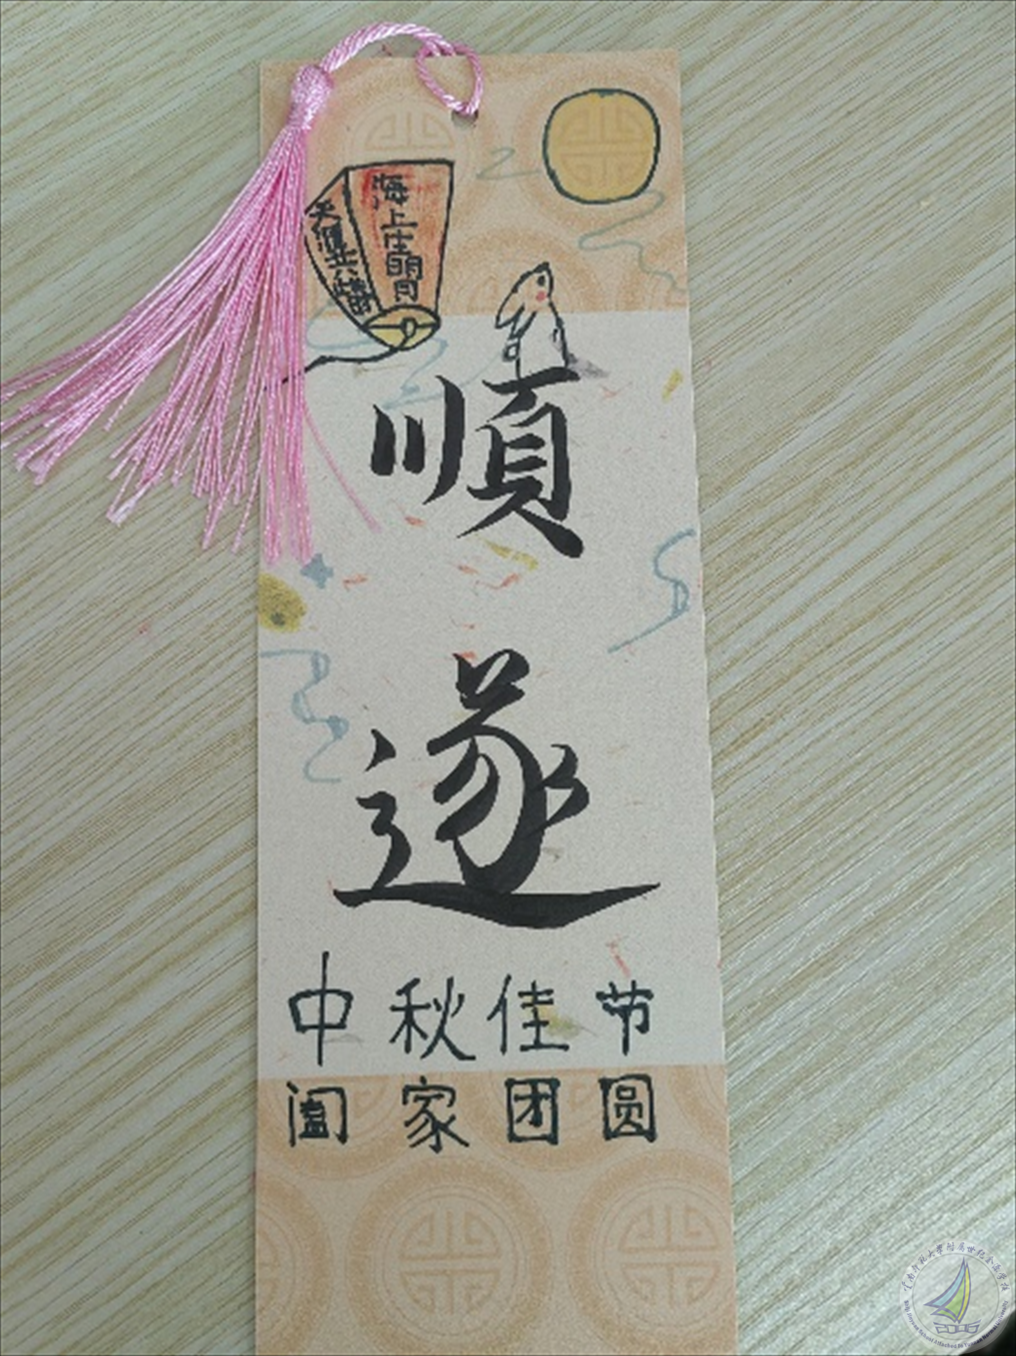 海上生明月
天涯共此时
順
遂
中秋佳节
阖家团圆